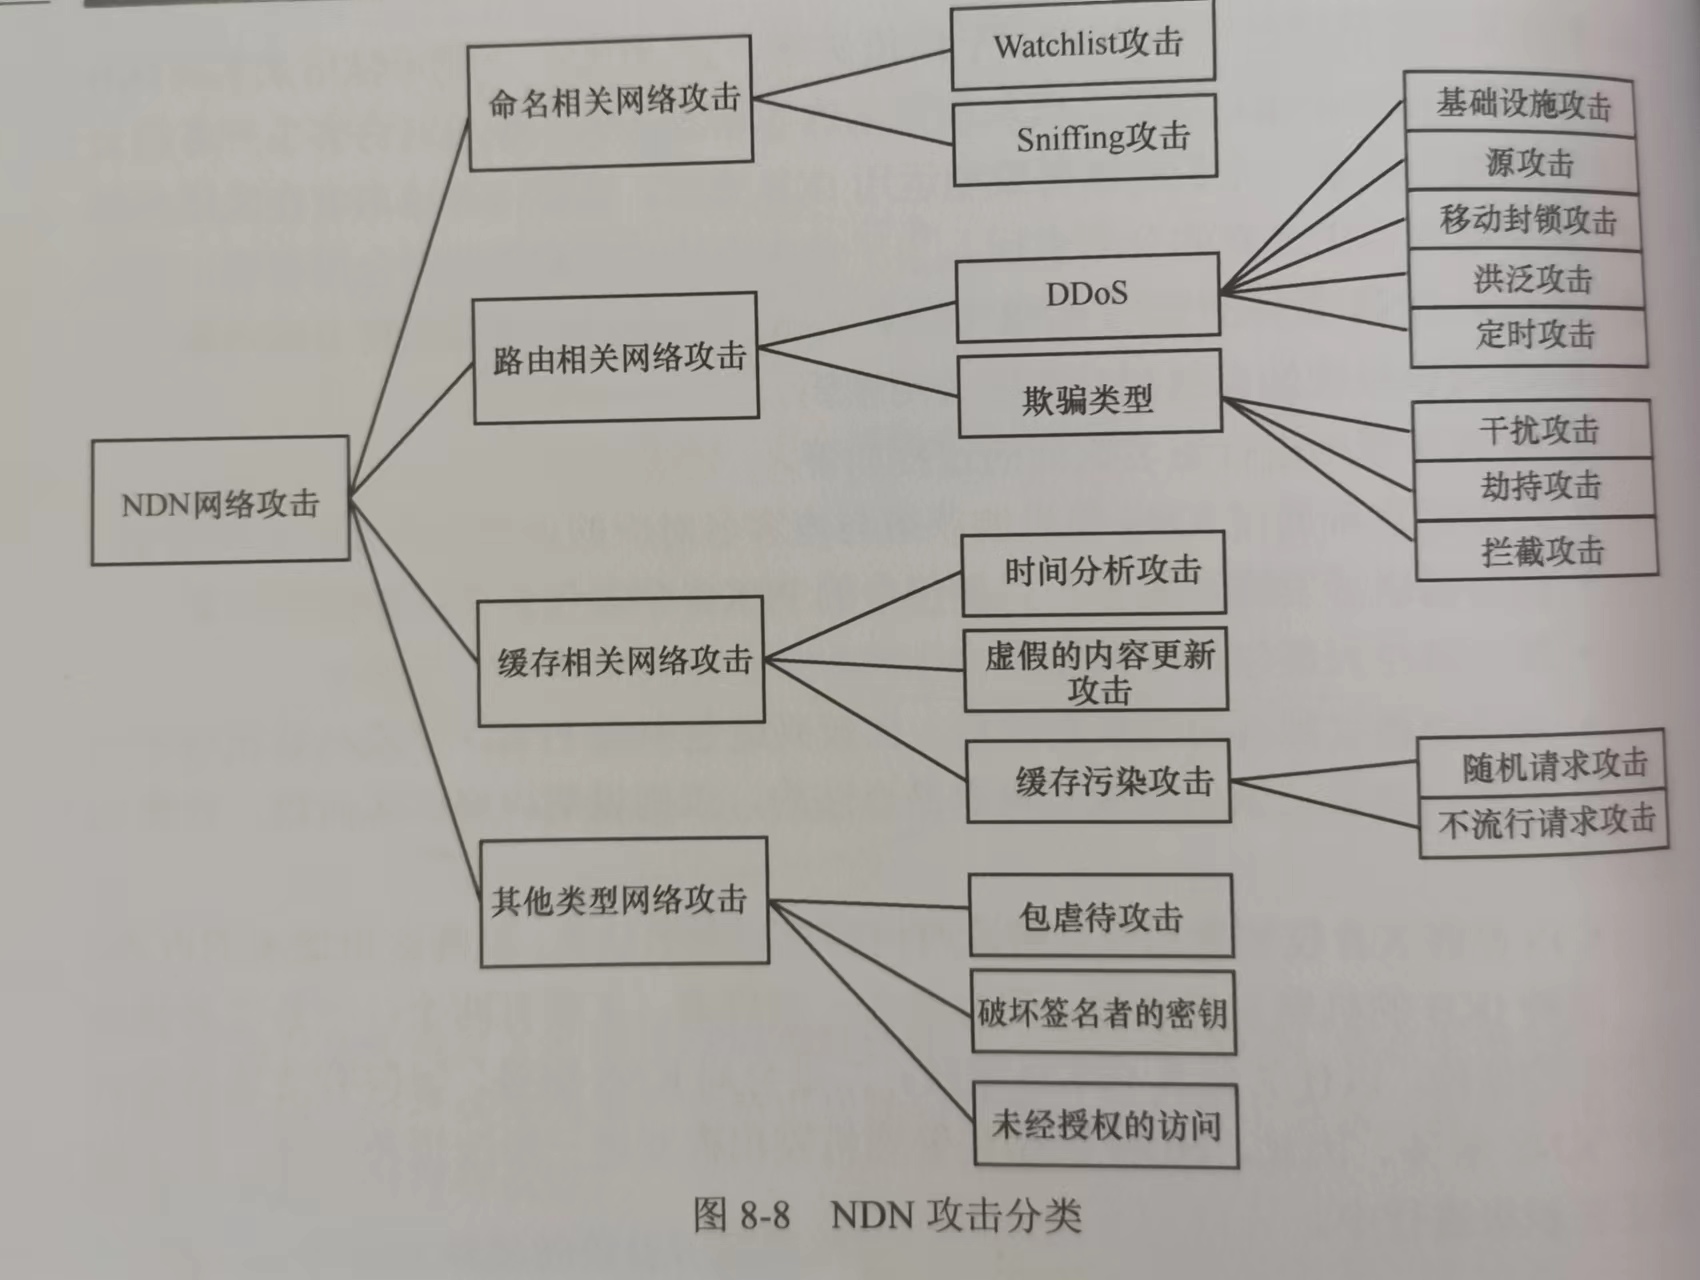 NDN网络攻击
命名相关网络攻击
Watchlist攻击
Sniffing攻击
路由相关网络攻击
DDoS
基础设施攻击
源攻击
移动封锁攻击
洪泛攻击
定时攻击
欺骗类型
干扰攻击
劫持攻击
拦截攻击
缓存相关网络攻击
时间分析攻击
虚假的内容更新
攻击
缓存污染攻击
随机请求攻击
不流行请求攻击
其他类型网络攻击
包虐待攻击
破坏签名者的密钥
未经授权的访问
图 8-8 NDN 攻击分类